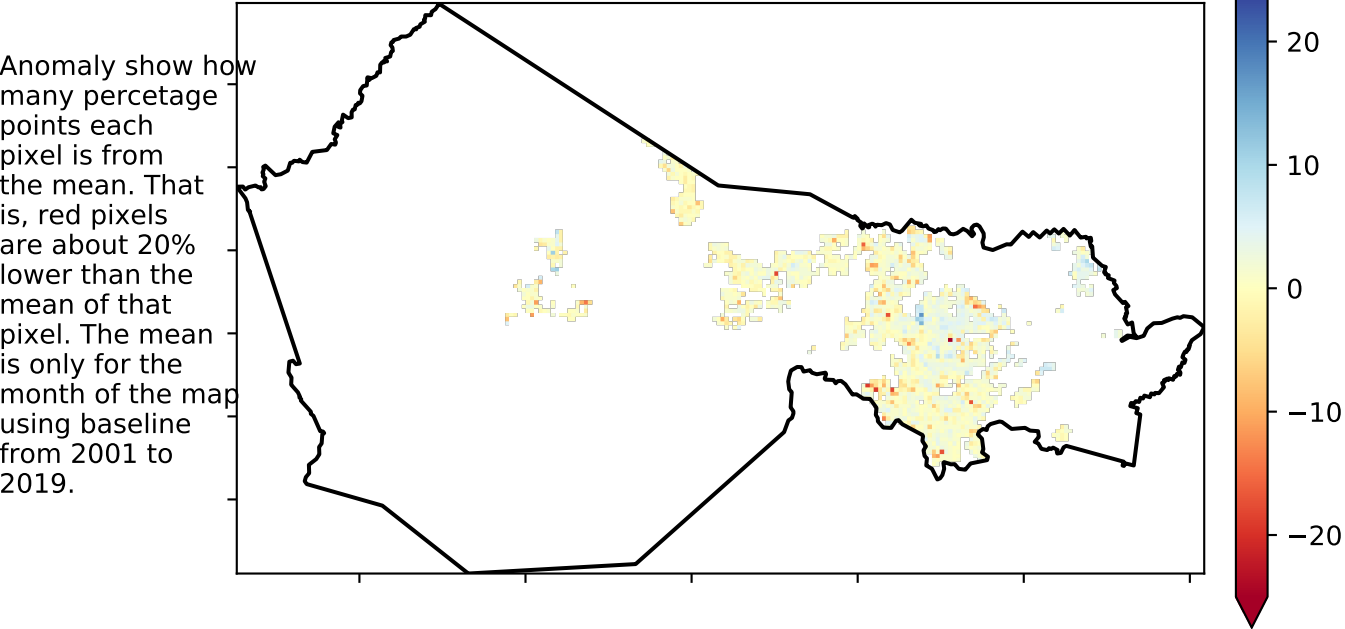 Anomaly show how
many percetage
points each
pixel is from
the mean. That
is, red pixels
are about 20%
lower than the
mean of that
pixel. The mean
is only for the
month of the map
using baseline
from 2001 to
2019.
20
10
0
−10
−20